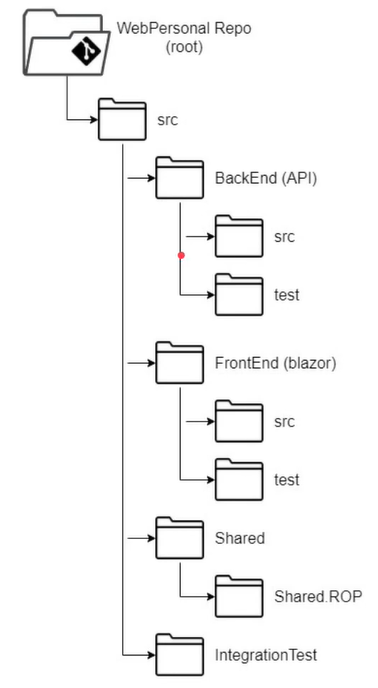 WebPersonal Repo
(root)
src
BackEnd (API)
src
test
FrontEnd (blazor)
src
test
Shared
Shared.ROP
IntegrationTest